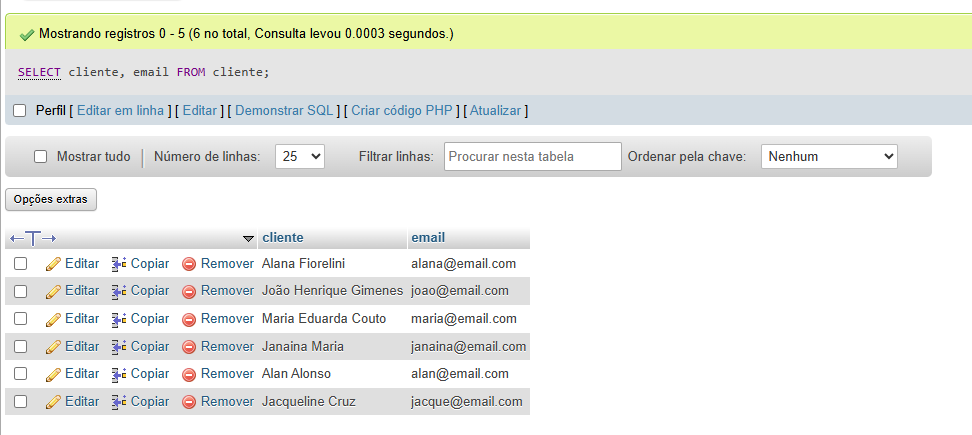 Mostrando registros 0 - 5 (6 no total, Consulta levou 0.0003 segundos.)
SELECT cliente, email FROM cliente;
Perfil [ Editar em linha ] [ Editar ] [ Demonstrar SQL ] [ Criar código PHP ] [ Atualizar ]
Mostrar tudo Número de linhas: 25 Filtrar linhas: Procurar nesta tabela Ordenar pela chave: Nenhum
Opções extras
←T→ cliente email
Editar Copiar Remover Alana Fiorelini alana@email.com
Editar Copiar Remover João Henrique Gimenes joao@email.com
Editar Copiar Remover Maria Eduarda Couto maria@email.com
Editar Copiar Remover Janaina Maria janaina@email.com
Editar Copiar Remover Alan Alonso alan@email.com
Editar Copiar Remover Jacqueline Cruz jacque@email.com